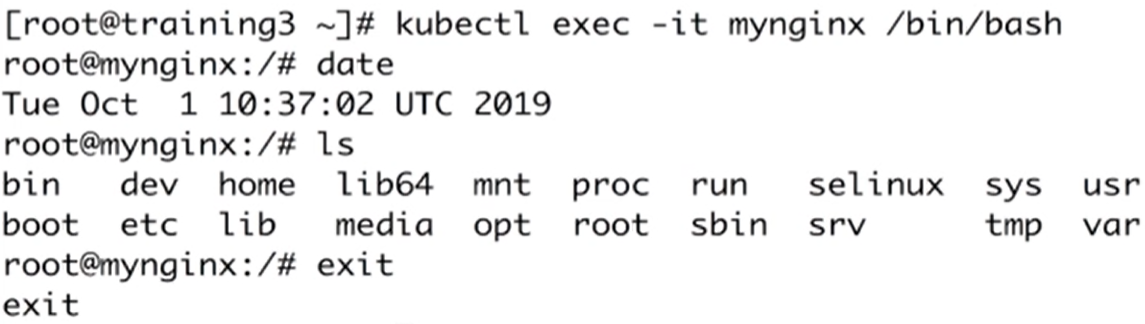 [root@training3 ~]# kubectl exec -it mynginx /bin/bash
root@mynginx:/# date
Tue Oct  1 10:37:02 UTC 2019
root@mynginx:/# ls
bin   dev  home  lib64  mnt  proc  run   selinux  sys  usr
boot  etc  lib   media  opt  root  sbin  srv      tmp  var
root@mynginx:/# exit
exit